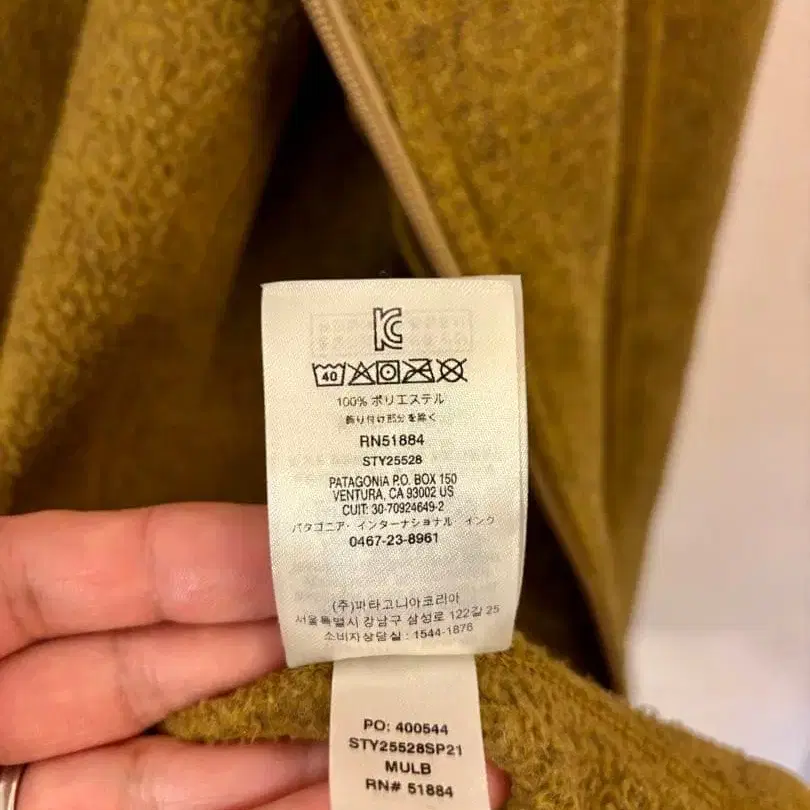 KC
40
100% ポリエステル
飾り付け部分を除く
RN51884
STY25528
PATAGONIA P.O. BOX 150
VENTURA, CA 93002 US
CUIT: 30-70924649-2
パタゴニア・インターナショナル インク
0467-23-8961
(주)파타고니아코리아
서울특별시 강남구 삼성로 122길 25
소비자상담실 : 1544-1876
PO: 400544
STY25528SP21
MULB
RN# 51884